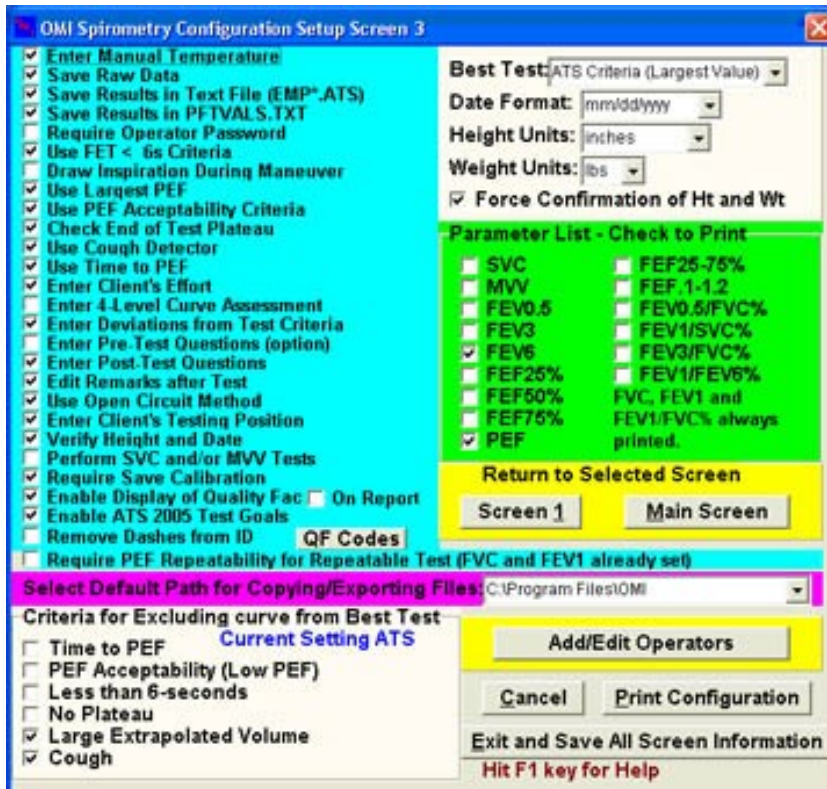 OMI Spirometry Configuration Setup Screen 3
Enter Manual Temperature
Save Raw Data
Save Results in Text File (EMP*.ATS)
Save Results in PFTVALS.TXT
Require Operator Password
Use FET < 6s Criteria
Draw Inspiration During Maneuver
Use Largest PEF
Use PEF Acceptability Criteria
Check End of Test Plateau
Use Cough Detector
Use Time to PEF
Enter Client's Effort
Enter 4-Level Curve Assessment
Enter Deviations from Test Criteria
Enter Pre-Test Questions (option)
Enter Post-Test Questions
Edit Remarks after Test
Use Open Circuit Method
Enter Client's Testing Position
Verify Height and Date
Perform SVC and/or MVV Tests
Require Save Calibration
Enable Display of Quality Fac On Report
Enable ATS 2005 Test Goals
Remove Dashes from ID QF Codes
Require PEF Repeatability for Repeatable Test (FVC and FEV1 already set)
Best Test: ATS Criteria (Largest Value)
Date Format: mm/dd/yyyy
Height Units: inches
Weight Units: lbs
Force Confirmation of Ht and Wt
Parameter List - Check to Print
SVC FEF25-75%
MVV FEF.1-1.2
FEV0.5 FEV0.5/FVC%
FEV3 FEV1/SVC%
FEV6 FEV3/FVC%
FEF25% FEV1/FEV6%
FEF50% FVC, FEV1 and
FEF75% FEV1/FVC% always
PEF printed.
Return to Selected Screen
Screen 1 Main Screen
Select Default Path for Copying/Exporting Files: C:\Program Files\OMI
Criteria for Excluding curve from Best Test
Time to PEF Current Setting ATS
PEF Acceptability (Low PEF)
Less than 6-seconds
No Plateau
Large Extrapolated Volume
Cough
Add/Edit Operators
Cancel Print Configuration
Exit and Save All Screen Information
Hit F1 key for Help